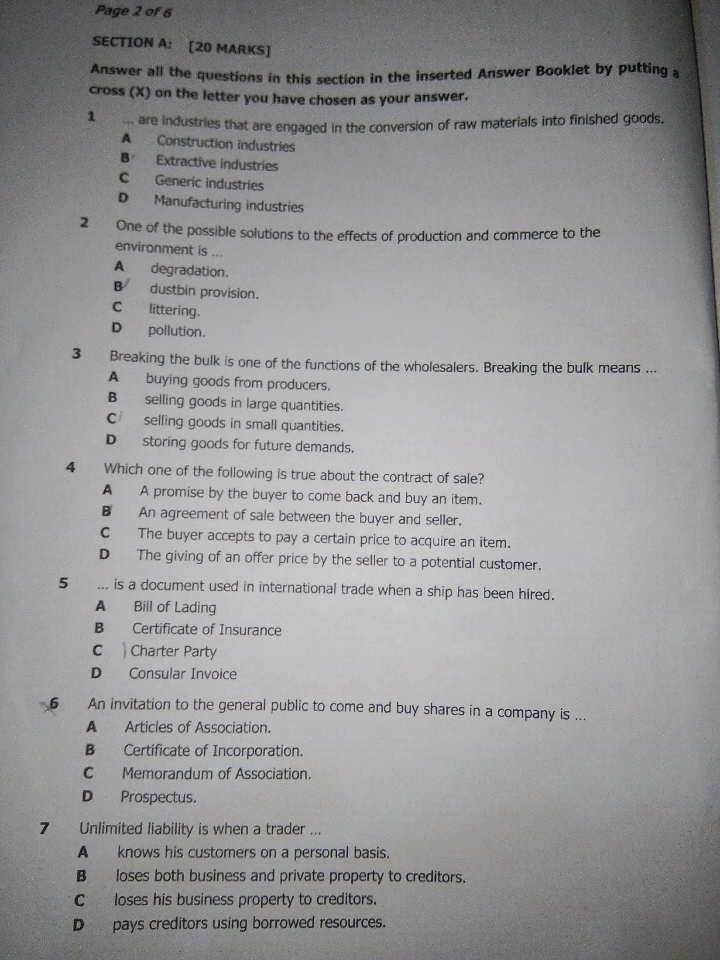 Page 2 of 6
SECTION A: [20 MARKS]
Answer all the questions in this section in the inserted Answer Booklet by putting a
cross (X) on the letter you have chosen as your answer.
1 ... are industries that are engaged in the conversion of raw materials into finished goods.
A Construction industries
B Extractive industries
C Generic industries
D Manufacturing industries
2 One of the possible solutions to the effects of production and commerce to the
environment is ...
A degradation.
B dustbin provision.
C littering.
D pollution.
3 Breaking the bulk is one of the functions of the wholesalers. Breaking the bulk means ...
A buying goods from producers.
B selling goods in large quantities.
C selling goods in small quantities.
D storing goods for future demands.
4 Which one of the following is true about the contract of sale?
A A promise by the buyer to come back and buy an item.
B An agreement of sale between the buyer and seller.
C The buyer accepts to pay a certain price to acquire an item.
D The giving of an offer price by the seller to a potential customer.
5 ... is a document used in international trade when a ship has been hired.
A Bill of Lading
B Certificate of Insurance
C Charter Party
D Consular Invoice
6 An invitation to the general public to come and buy shares in a company is ...
A Articles of Association.
B Certificate of Incorporation.
C Memorandum of Association.
D Prospectus.
7 Unlimited liability is when a trader ...
A knows his customers on a personal basis.
B loses both business and private property to creditors.
C loses his business property to creditors.
D pays creditors using borrowed resources.